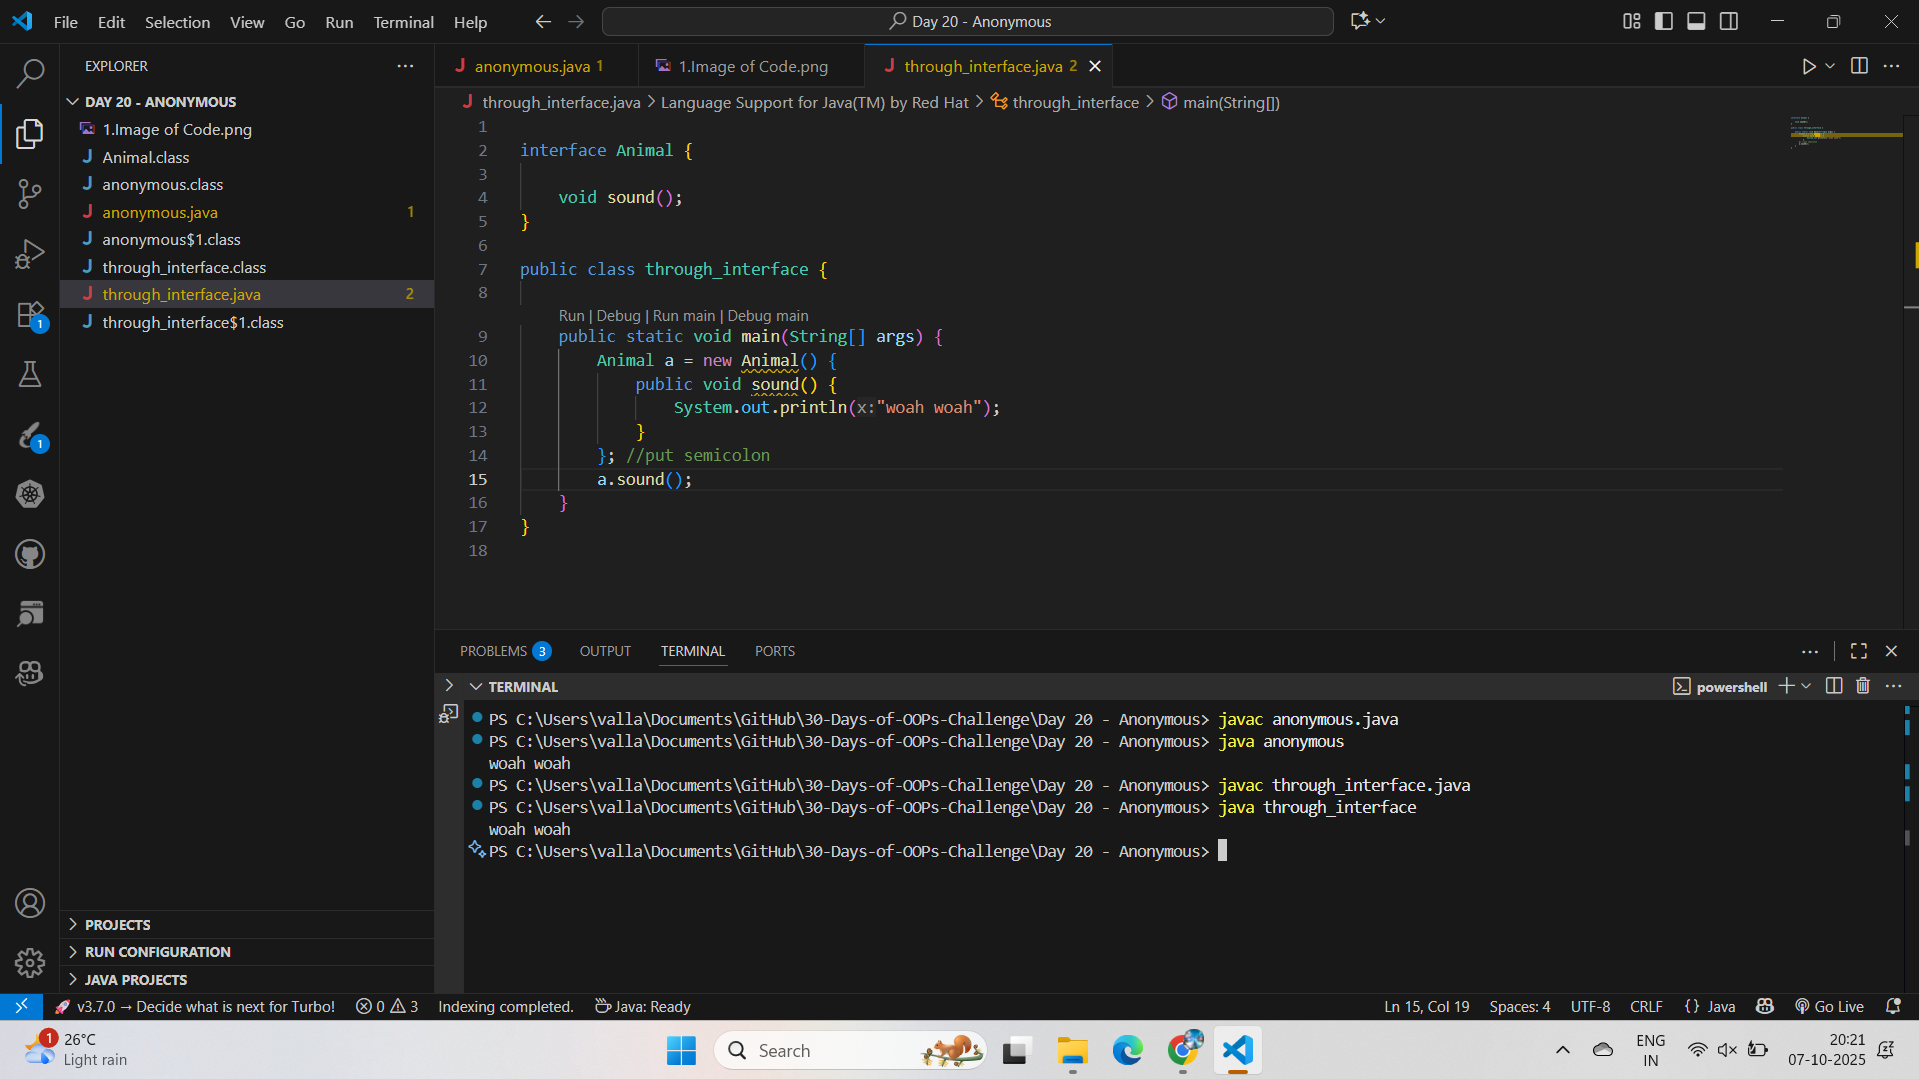 File Edit Selection View Go Run Terminal Help
Day 20 - Anonymous
EXPLORER
DAY 20 - ANONYMOUS
1.Image of Code.png
J Animal.class
J anonymous.class
J anonymous.java 1
J anonymous$1.class
J through_interface.class
J through_interface.java 2
J through_interface$1.class
PROJECTS
RUN CONFIGURATION
JAVA PROJECTS
1
1
J anonymous.java 1
1.Image of Code.png
J through_interface.java 2
J through_interface.java > Language Support for Java(TM) by Red Hat > through_interface > main(String[])
1
2 interface Animal {
3
4 void sound();
5 }
6
7 public class through_interface {
8
Run | Debug | Run main | Debug main
9 public static void main(String[] args) {
10 Animal a = new Animal() {
11 public void sound() {
12 System.out.println(x:"woah woah");
13 }
14 }; //put semicolon
15 a.sound();
16 }
17 }
18
PROBLEMS 3 OUTPUT TERMINAL PORTS
TERMINAL
powershell
PS C:\Users\valla\Documents\GitHub\30-Days-of-OOPs-Challenge\Day 20 - Anonymous> javac anonymous.java
PS C:\Users\valla\Documents\GitHub\30-Days-of-OOPs-Challenge\Day 20 - Anonymous> java anonymous
woah woah
PS C:\Users\valla\Documents\GitHub\30-Days-of-OOPs-Challenge\Day 20 - Anonymous> javac through_interface.java
PS C:\Users\valla\Documents\GitHub\30-Days-of-OOPs-Challenge\Day 20 - Anonymous> java through_interface
woah woah
PS C:\Users\valla\Documents\GitHub\30-Days-of-OOPs-Challenge\Day 20 - Anonymous>
v3.7.0 → Decide what is next for Turbo! 0 3 Indexing completed. Java: Ready
Ln 15, Col 19 Spaces: 4 UTF-8 CRLF {} Java Go Live
1
26°C
Light rain
Search
ENG
IN
20:21
07-10-2025